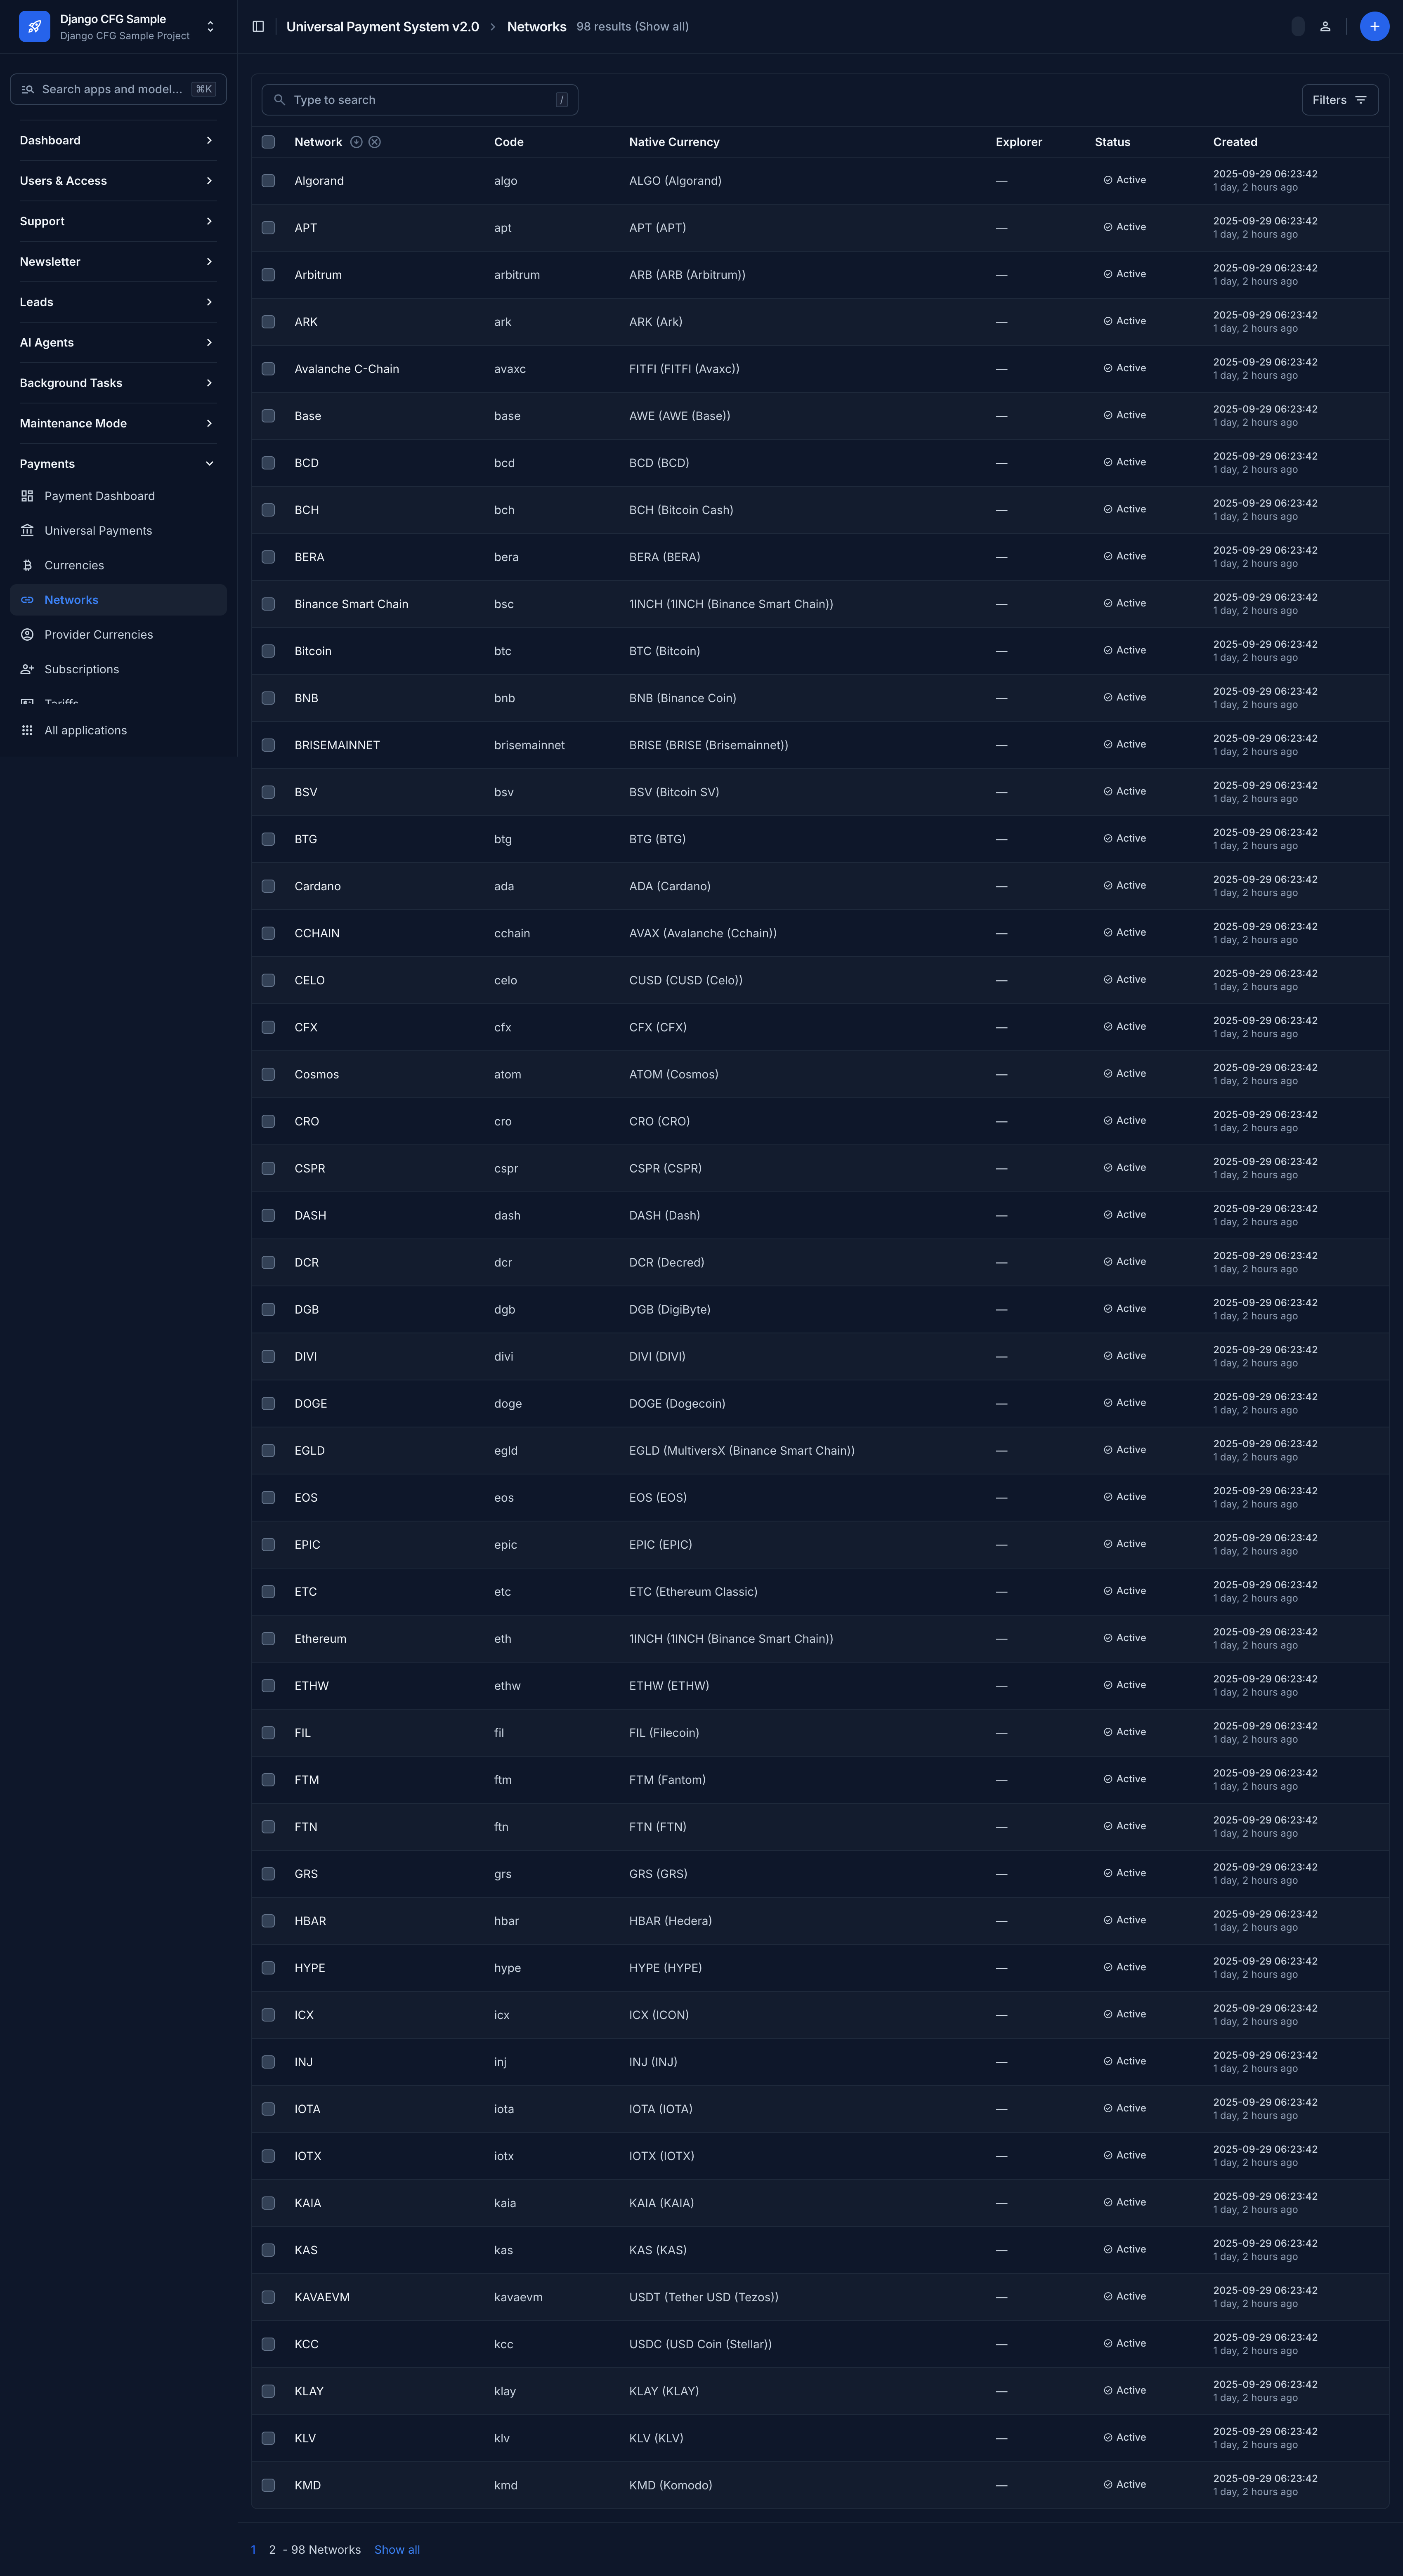 Django CFG Sample
Django CFG Sample Project
Universal Payment System v2.0 > Networks 98 results (Show all)
Search apps and model... ⌘K
Dashboard
Users & Access
Support
Newsletter
Leads
AI Agents
Background Tasks
Maintenance Mode
Payments
Payment Dashboard
Universal Payments
Currencies
Networks
Provider Currencies
Subscriptions
Tariffs
All applications
Type to search /
Filters
Network Code Native Currency Explorer Status Created
Algorand algo ALGO (Algorand) — Active 2025-09-29 06:23:42
1 day, 2 hours ago
APT apt APT (APT) — Active 2025-09-29 06:23:42
1 day, 2 hours ago
Arbitrum arbitrum ARB (ARB (Arbitrum)) — Active 2025-09-29 06:23:42
1 day, 2 hours ago
ARK ark ARK (Ark) — Active 2025-09-29 06:23:42
1 day, 2 hours ago
Avalanche C-Chain avaxc FITFI (FITFI (Avaxc)) — Active 2025-09-29 06:23:42
1 day, 2 hours ago
Base base AWE (AWE (Base)) — Active 2025-09-29 06:23:42
1 day, 2 hours ago
BCD bcd BCD (BCD) — Active 2025-09-29 06:23:42
1 day, 2 hours ago
BCH bch BCH (Bitcoin Cash) — Active 2025-09-29 06:23:42
1 day, 2 hours ago
BERA bera BERA (BERA) — Active 2025-09-29 06:23:42
1 day, 2 hours ago
Binance Smart Chain bsc 1INCH (1INCH (Binance Smart Chain)) — Active 2025-09-29 06:23:42
1 day, 2 hours ago
Bitcoin btc BTC (Bitcoin) — Active 2025-09-29 06:23:42
1 day, 2 hours ago
BNB bnb BNB (Binance Coin) — Active 2025-09-29 06:23:42
1 day, 2 hours ago
BRISEMAINNET brisemainnet BRISE (BRISE (Brisemainnet)) — Active 2025-09-29 06:23:42
1 day, 2 hours ago
BSV bsv BSV (Bitcoin SV) — Active 2025-09-29 06:23:42
1 day, 2 hours ago
BTG btg BTG (BTG) — Active 2025-09-29 06:23:42
1 day, 2 hours ago
Cardano ada ADA (Cardano) — Active 2025-09-29 06:23:42
1 day, 2 hours ago
CCHAIN cchain AVAX (Avalanche (Cchain)) — Active 2025-09-29 06:23:42
1 day, 2 hours ago
CELO celo CUSD (CUSD (Celo)) — Active 2025-09-29 06:23:42
1 day, 2 hours ago
CFX cfx CFX (CFX) — Active 2025-09-29 06:23:42
1 day, 2 hours ago
Cosmos atom ATOM (Cosmos) — Active 2025-09-29 06:23:42
1 day, 2 hours ago
CRO cro CRO (CRO) — Active 2025-09-29 06:23:42
1 day, 2 hours ago
CSPR cspr CSPR (CSPR) — Active 2025-09-29 06:23:42
1 day, 2 hours ago
DASH dash DASH (Dash) — Active 2025-09-29 06:23:42
1 day, 2 hours ago
DCR dcr DCR (Decred) — Active 2025-09-29 06:23:42
1 day, 2 hours ago
DGB dgb DGB (DigiByte) — Active 2025-09-29 06:23:42
1 day, 2 hours ago
DIVI divi DIVI (DIVI) — Active 2025-09-29 06:23:42
1 day, 2 hours ago
DOGE doge DOGE (Dogecoin) — Active 2025-09-29 06:23:42
1 day, 2 hours ago
EGLD egld EGLD (MultiversX (Binance Smart Chain)) — Active 2025-09-29 06:23:42
1 day, 2 hours ago
EOS eos EOS (EOS) — Active 2025-09-29 06:23:42
1 day, 2 hours ago
EPIC epic EPIC (EPIC) — Active 2025-09-29 06:23:42
1 day, 2 hours ago
ETC etc ETC (Ethereum Classic) — Active 2025-09-29 06:23:42
1 day, 2 hours ago
Ethereum eth 1INCH (1INCH (Binance Smart Chain)) — Active 2025-09-29 06:23:42
1 day, 2 hours ago
ETHW ethw ETHW (ETHW) — Active 2025-09-29 06:23:42
1 day, 2 hours ago
FIL fil FIL (Filecoin) — Active 2025-09-29 06:23:42
1 day, 2 hours ago
FTM ftm FTM (Fantom) — Active 2025-09-29 06:23:42
1 day, 2 hours ago
FTN ftn FTN (FTN) — Active 2025-09-29 06:23:42
1 day, 2 hours ago
GRS grs GRS (GRS) — Active 2025-09-29 06:23:42
1 day, 2 hours ago
HBAR hbar HBAR (Hedera) — Active 2025-09-29 06:23:42
1 day, 2 hours ago
HYPE hype HYPE (HYPE) — Active 2025-09-29 06:23:42
1 day, 2 hours ago
ICX icx ICX (ICON) — Active 2025-09-29 06:23:42
1 day, 2 hours ago
INJ inj INJ (INJ) — Active 2025-09-29 06:23:42
1 day, 2 hours ago
IOTA iota IOTA (IOTA) — Active 2025-09-29 06:23:42
1 day, 2 hours ago
IOTX iotx IOTX (IOTX) — Active 2025-09-29 06:23:42
1 day, 2 hours ago
KAIA kaia KAIA (KAIA) — Active 2025-09-29 06:23:42
1 day, 2 hours ago
KAS kas KAS (KAS) — Active 2025-09-29 06:23:42
1 day, 2 hours ago
KAVAEVM kavaevm USDT (Tether USD (Tezos)) — Active 2025-09-29 06:23:42
1 day, 2 hours ago
KCC kcc USDC (USD Coin (Stellar)) — Active 2025-09-29 06:23:42
1 day, 2 hours ago
KLAY klay KLAY (KLAY) — Active 2025-09-29 06:23:42
1 day, 2 hours ago
KLV klv KLV (KLV) — Active 2025-09-29 06:23:42
1 day, 2 hours ago
KMD kmd KMD (Komodo) — Active 2025-09-29 06:23:42
1 day, 2 hours ago
1 2 - 98 Networks Show all